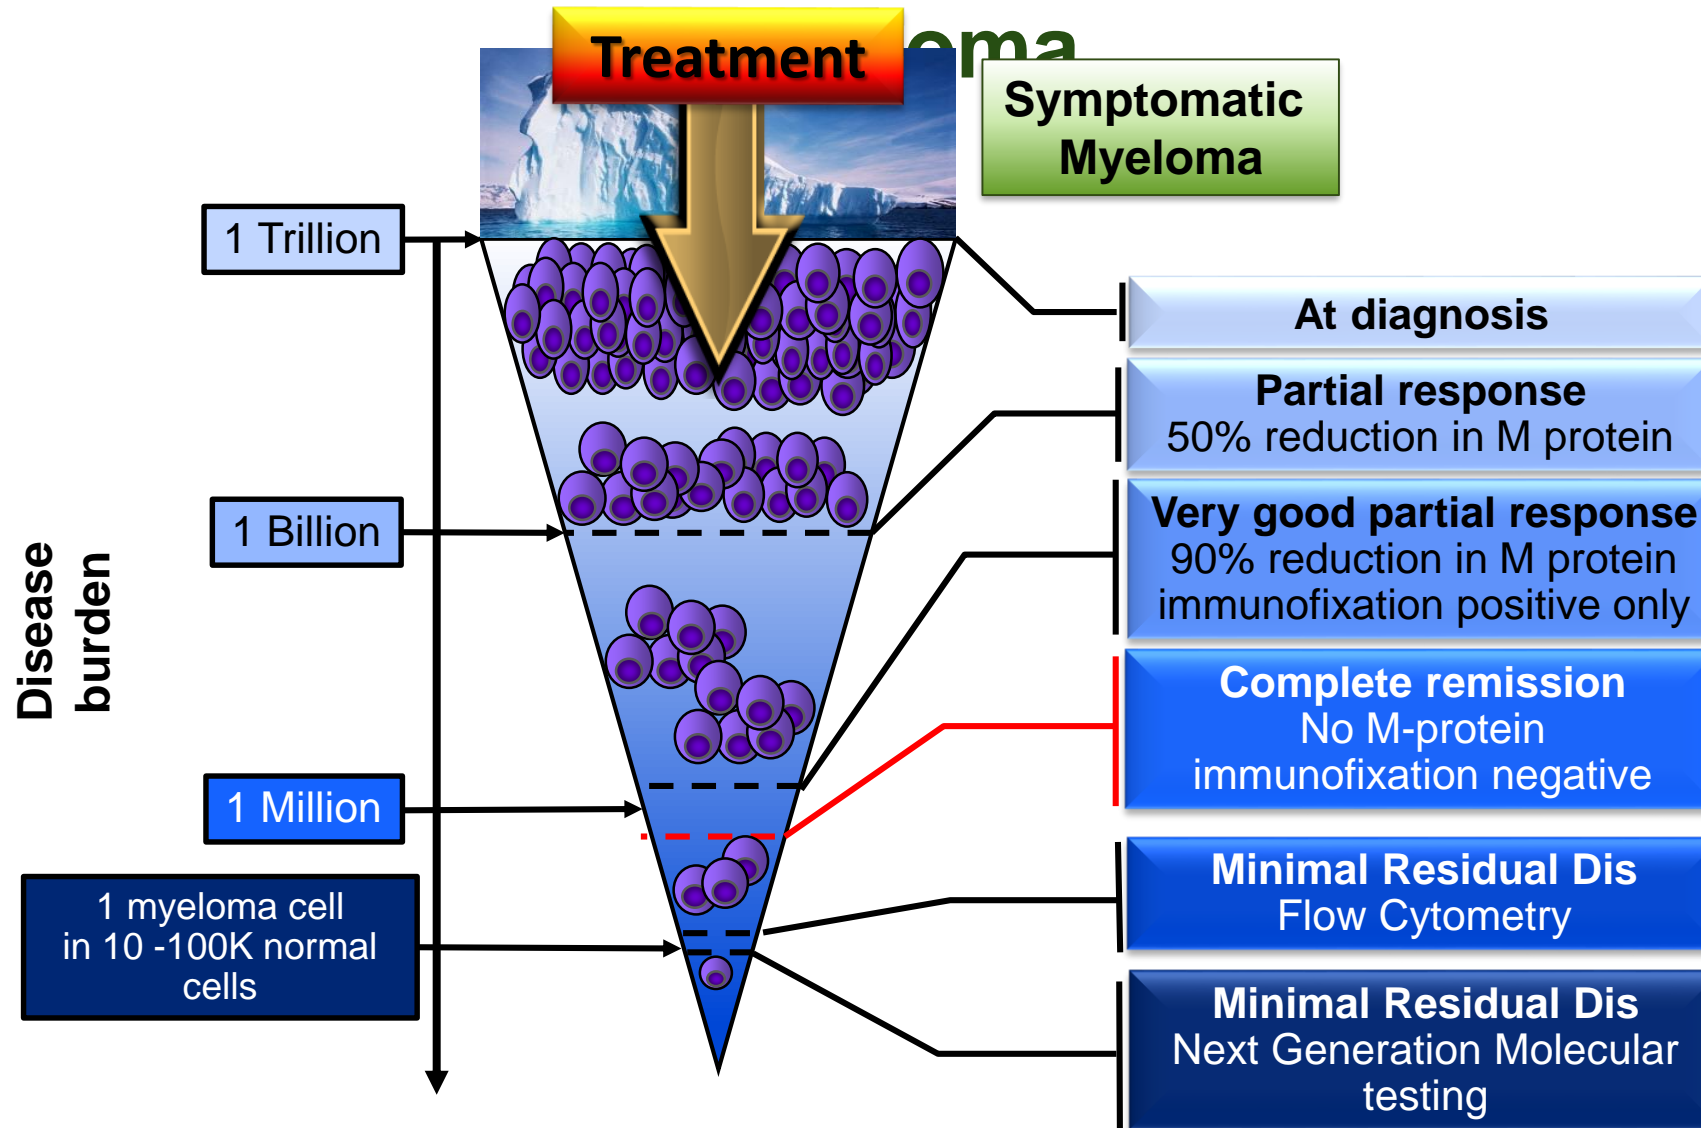 Treatment
oma
Symptomatic
Myeloma
1 Trillion
At diagnosis
Partial response
50% reduction in M protein
1 Billion
Very good partial response
90% reduction in M protein
immunofixation positive only
Disease
burden
Complete remission
No M-protein
immunofixation negative
1 Million
Minimal Residual Dis
Flow Cytometry
1 myeloma cell
in 10 -100K normal
cells
Minimal Residual Dis
Next Generation Molecular
testing